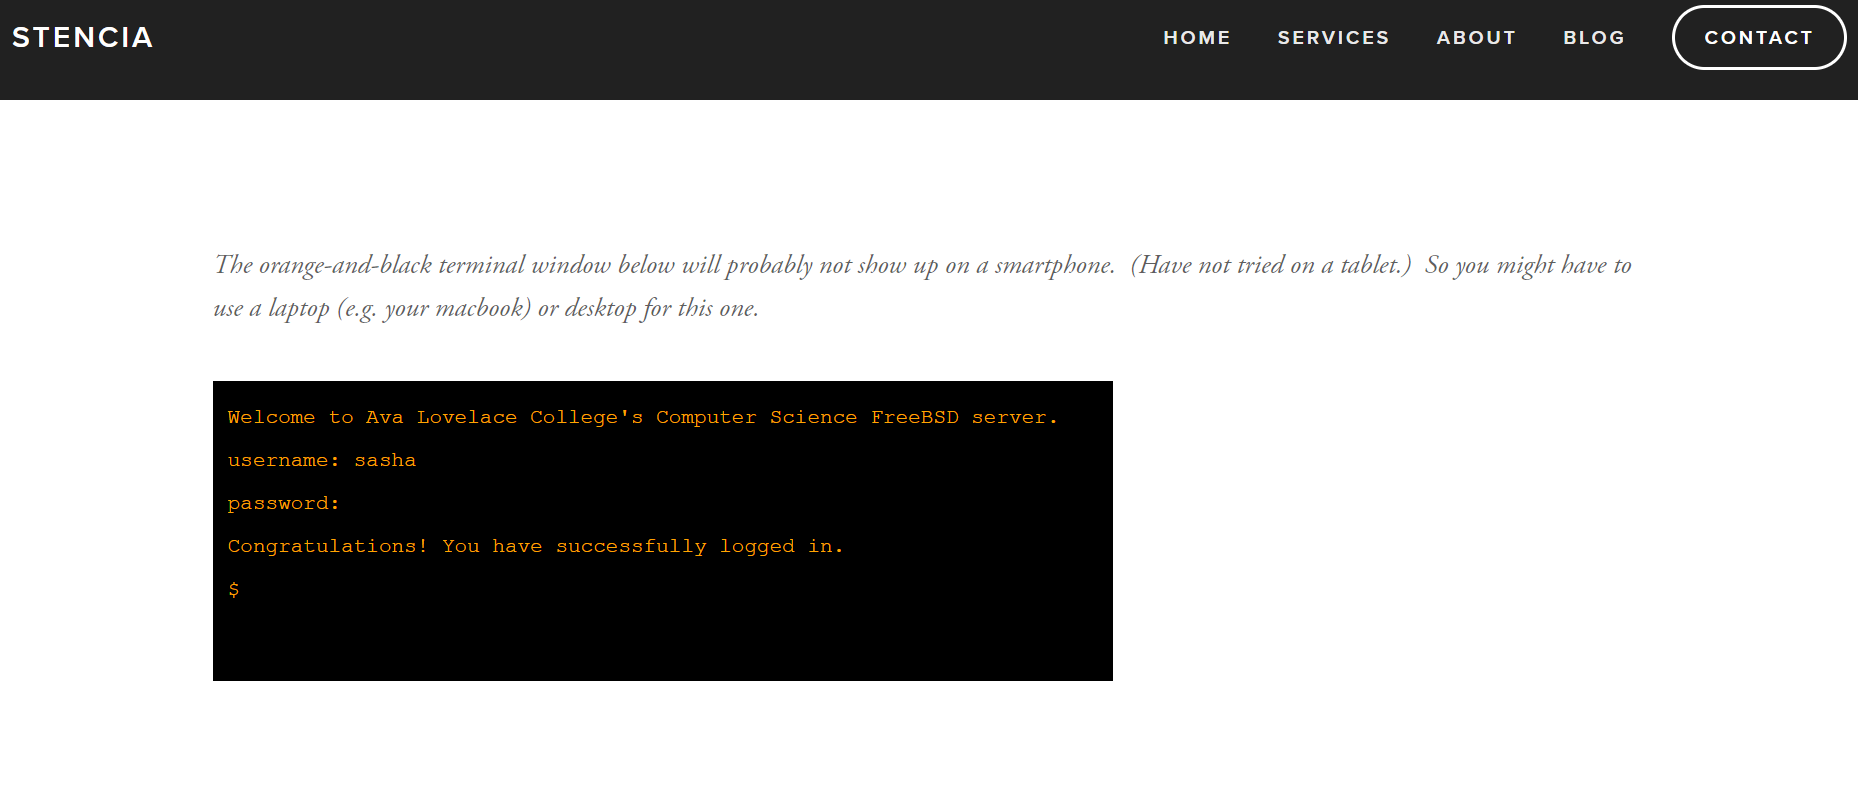 STENCIA
HOME SERVICES ABOUT BLOG CONTACT
The orange-and-black terminal window below will probably not show up on a smartphone.  (Have not tried on a tablet.)  So you might have to
use a laptop (e.g. your macbook) or desktop for this one.
Welcome to Ava Lovelace College's Computer Science FreeBSD server.
username: sasha
password:
Congratulations! You have successfully logged in.
$